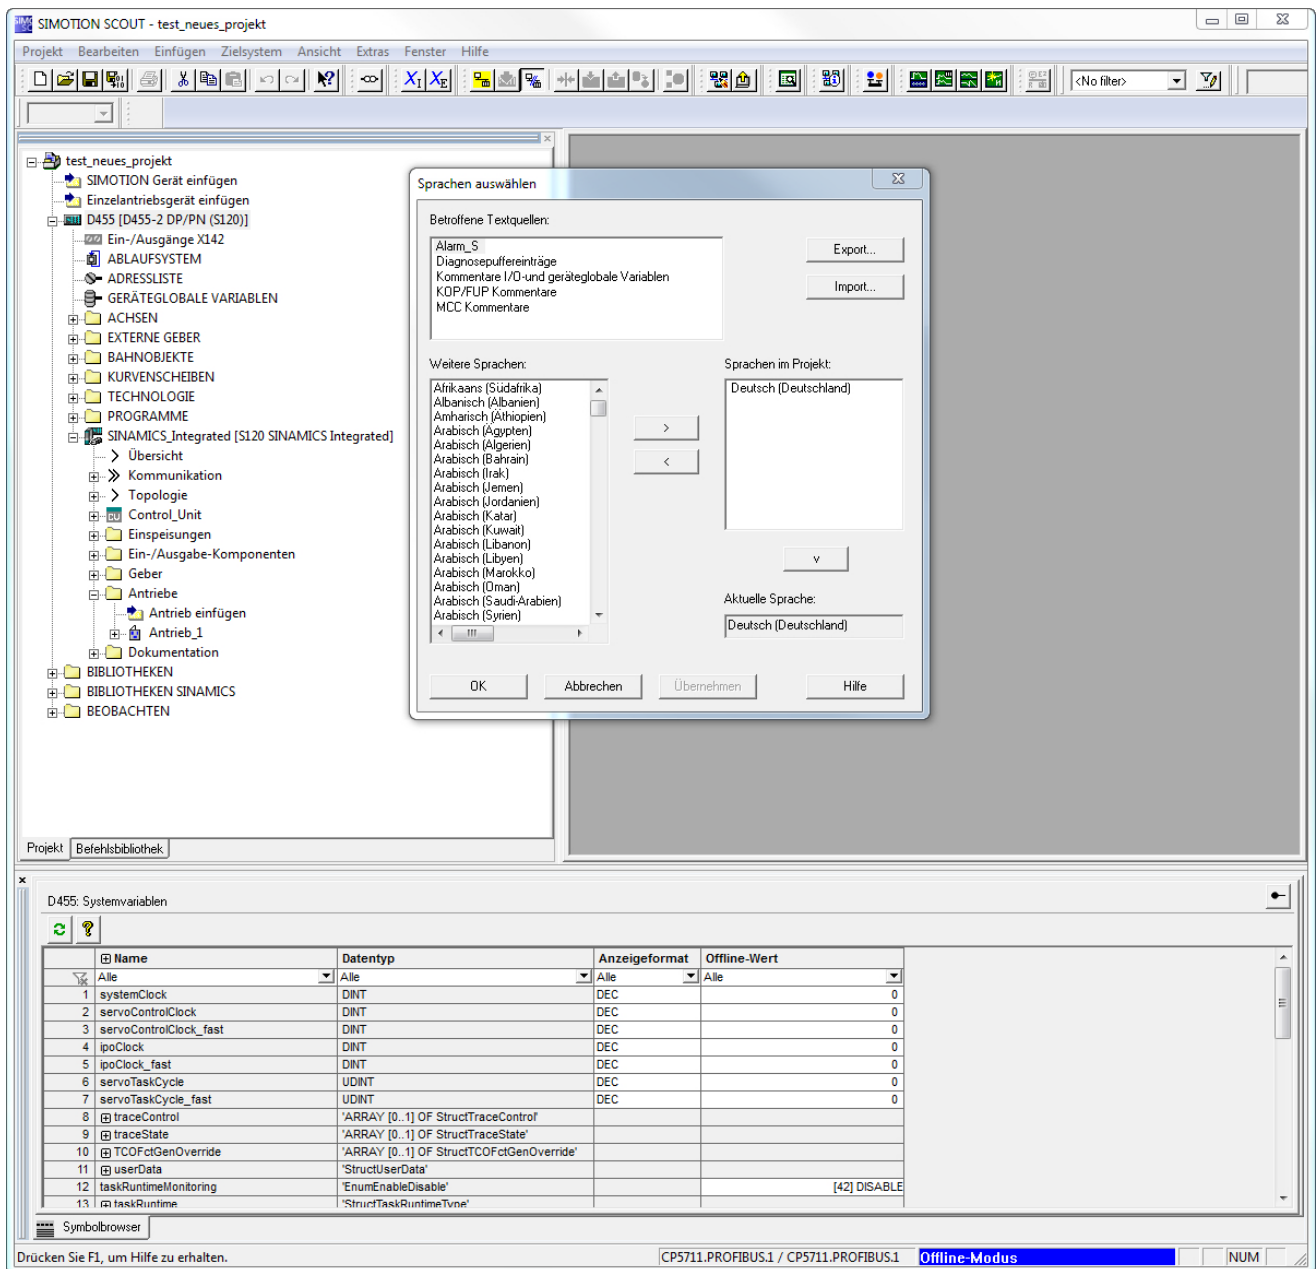 SIMOTION SCOUT - test_neues_projekt
Projekt Bearbeiten Einfügen Zielsystem Ansicht Extras Fenster Hilfe
<No filter>
test_neues_projekt
SIMOTION Gerät einfügen
Einzelantriebsgerät einfügen
D455 [D455-2 DP/PN (S120)]
Ein-/Ausgänge X142
ABLAUFSYSTEM
ADRESSLISTE
GERÄTEGLOBALE VARIABLEN
ACHSEN
EXTERNE GEBER
BAHNOBJEKTE
KURVENSCHEIBEN
TECHNOLOGIE
PROGRAMME
SINAMICS_Integrated [S120 SINAMICS Integrated]
Übersicht
Kommunikation
Topologie
Control_Unit
Einspeisungen
Ein-/Ausgabe-Komponenten
Geber
Antriebe
Antrieb einfügen
Antrieb_1
Dokumentation
BIBLIOTHEKEN
BIBLIOTHEKEN SINAMICS
BEOBACHTEN
Projekt Befehlsbibliothek
Sprachen auswählen
Betroffene Textquellen:
Alarm_S
Diagnosepuffereinträge
Kommentare I/O-und geräteglobale Variablen
KOP/FUP Kommentare
MCC Kommentare
Export...
Import...
Weitere Sprachen:
Afrikaans (Südafrika)
Albanisch (Albanien)
Amharisch (Äthiopien)
Arabisch (Ägypten)
Arabisch (Algerien)
Arabisch (Bahrain)
Arabisch (Irak)
Arabisch (Jemen)
Arabisch (Jordanien)
Arabisch (Katar)
Arabisch (Kuwait)
Arabisch (Libanon)
Arabisch (Libyen)
Arabisch (Marokko)
Arabisch (Oman)
Arabisch (Saudi-Arabien)
Arabisch (Syrien)
>
<
Sprachen im Projekt:
Deutsch (Deutschland)
v
Aktuelle Sprache:
Deutsch (Deutschland)
OK Abbrechen Übernehmen Hilfe
D455: Systemvariablen
Name Datentyp Anzeigeformat Offline-Wert
Alle Alle Alle Alle
1 systemClock DINT DEC 0
2 servoControlClock DINT DEC 0
3 servoControlClock_fast DINT DEC 0
4 ipoClock DINT DEC 0
5 ipoClock_fast DINT DEC 0
6 servoTaskCycle UDINT DEC 0
7 servoTaskCycle_fast UDINT DEC 0
8 traceControl 'ARRAY [0..1] OF StructTraceControl'
9 traceState 'ARRAY [0..1] OF StructTraceState'
10 TCOFctGenOverride 'ARRAY [0..1] OF StructTCOFctGenOverride'
11 userData 'StructUserData'
12 taskRuntimeMonitoring 'EnumEnableDisable' [42] DISABLE
13 taskRuntime 'StructTaskRuntimeType'
Symbolbrowser
Drücken Sie F1, um Hilfe zu erhalten. CP5711.PROFIBUS.1 / CP5711.PROFIBUS.1 Offline-Modus NUM